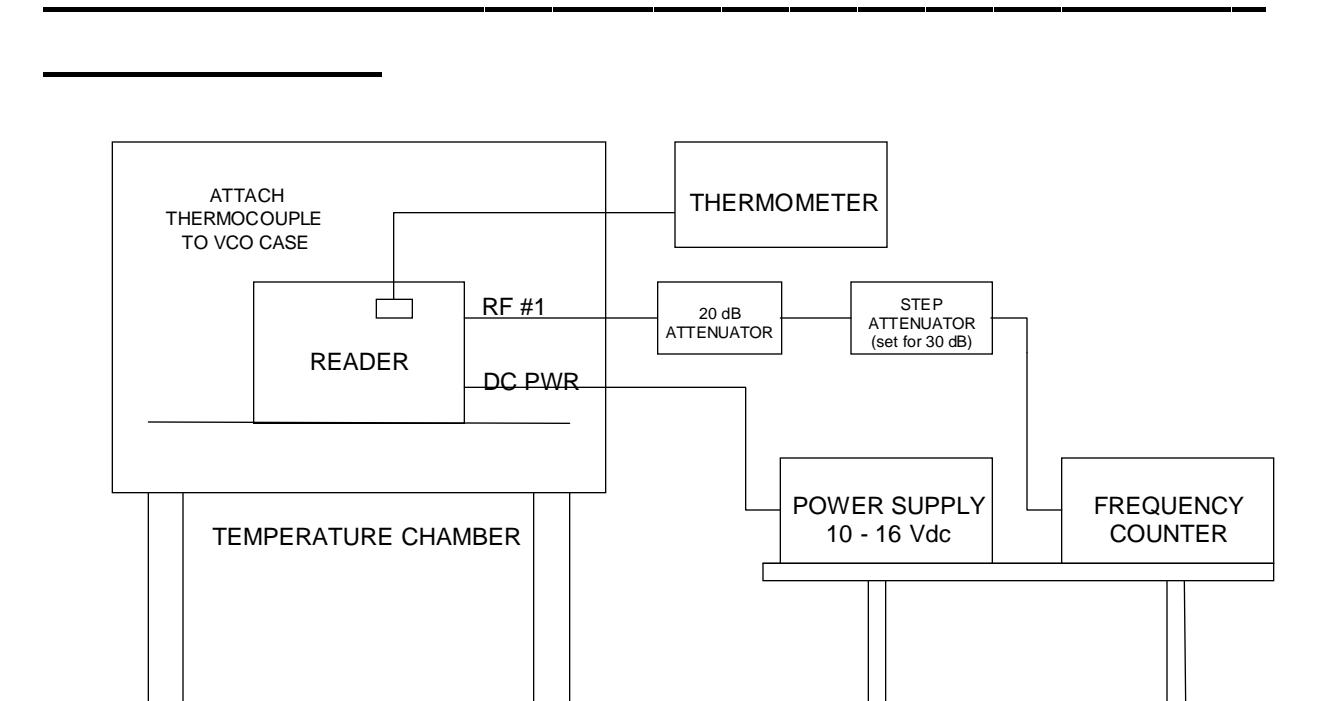 ATTACH
THERMOCOUPLE
TO VCO CASE
THERMOMETER
RF #1
20 dB
ATTENUATOR
STEP
ATTENUATOR
(set for 30 dB)
READER
DC PWR
POWER SUPPLY
10 - 16 Vdc
FREQUENCY
COUNTER
TEMPERATURE CHAMBER